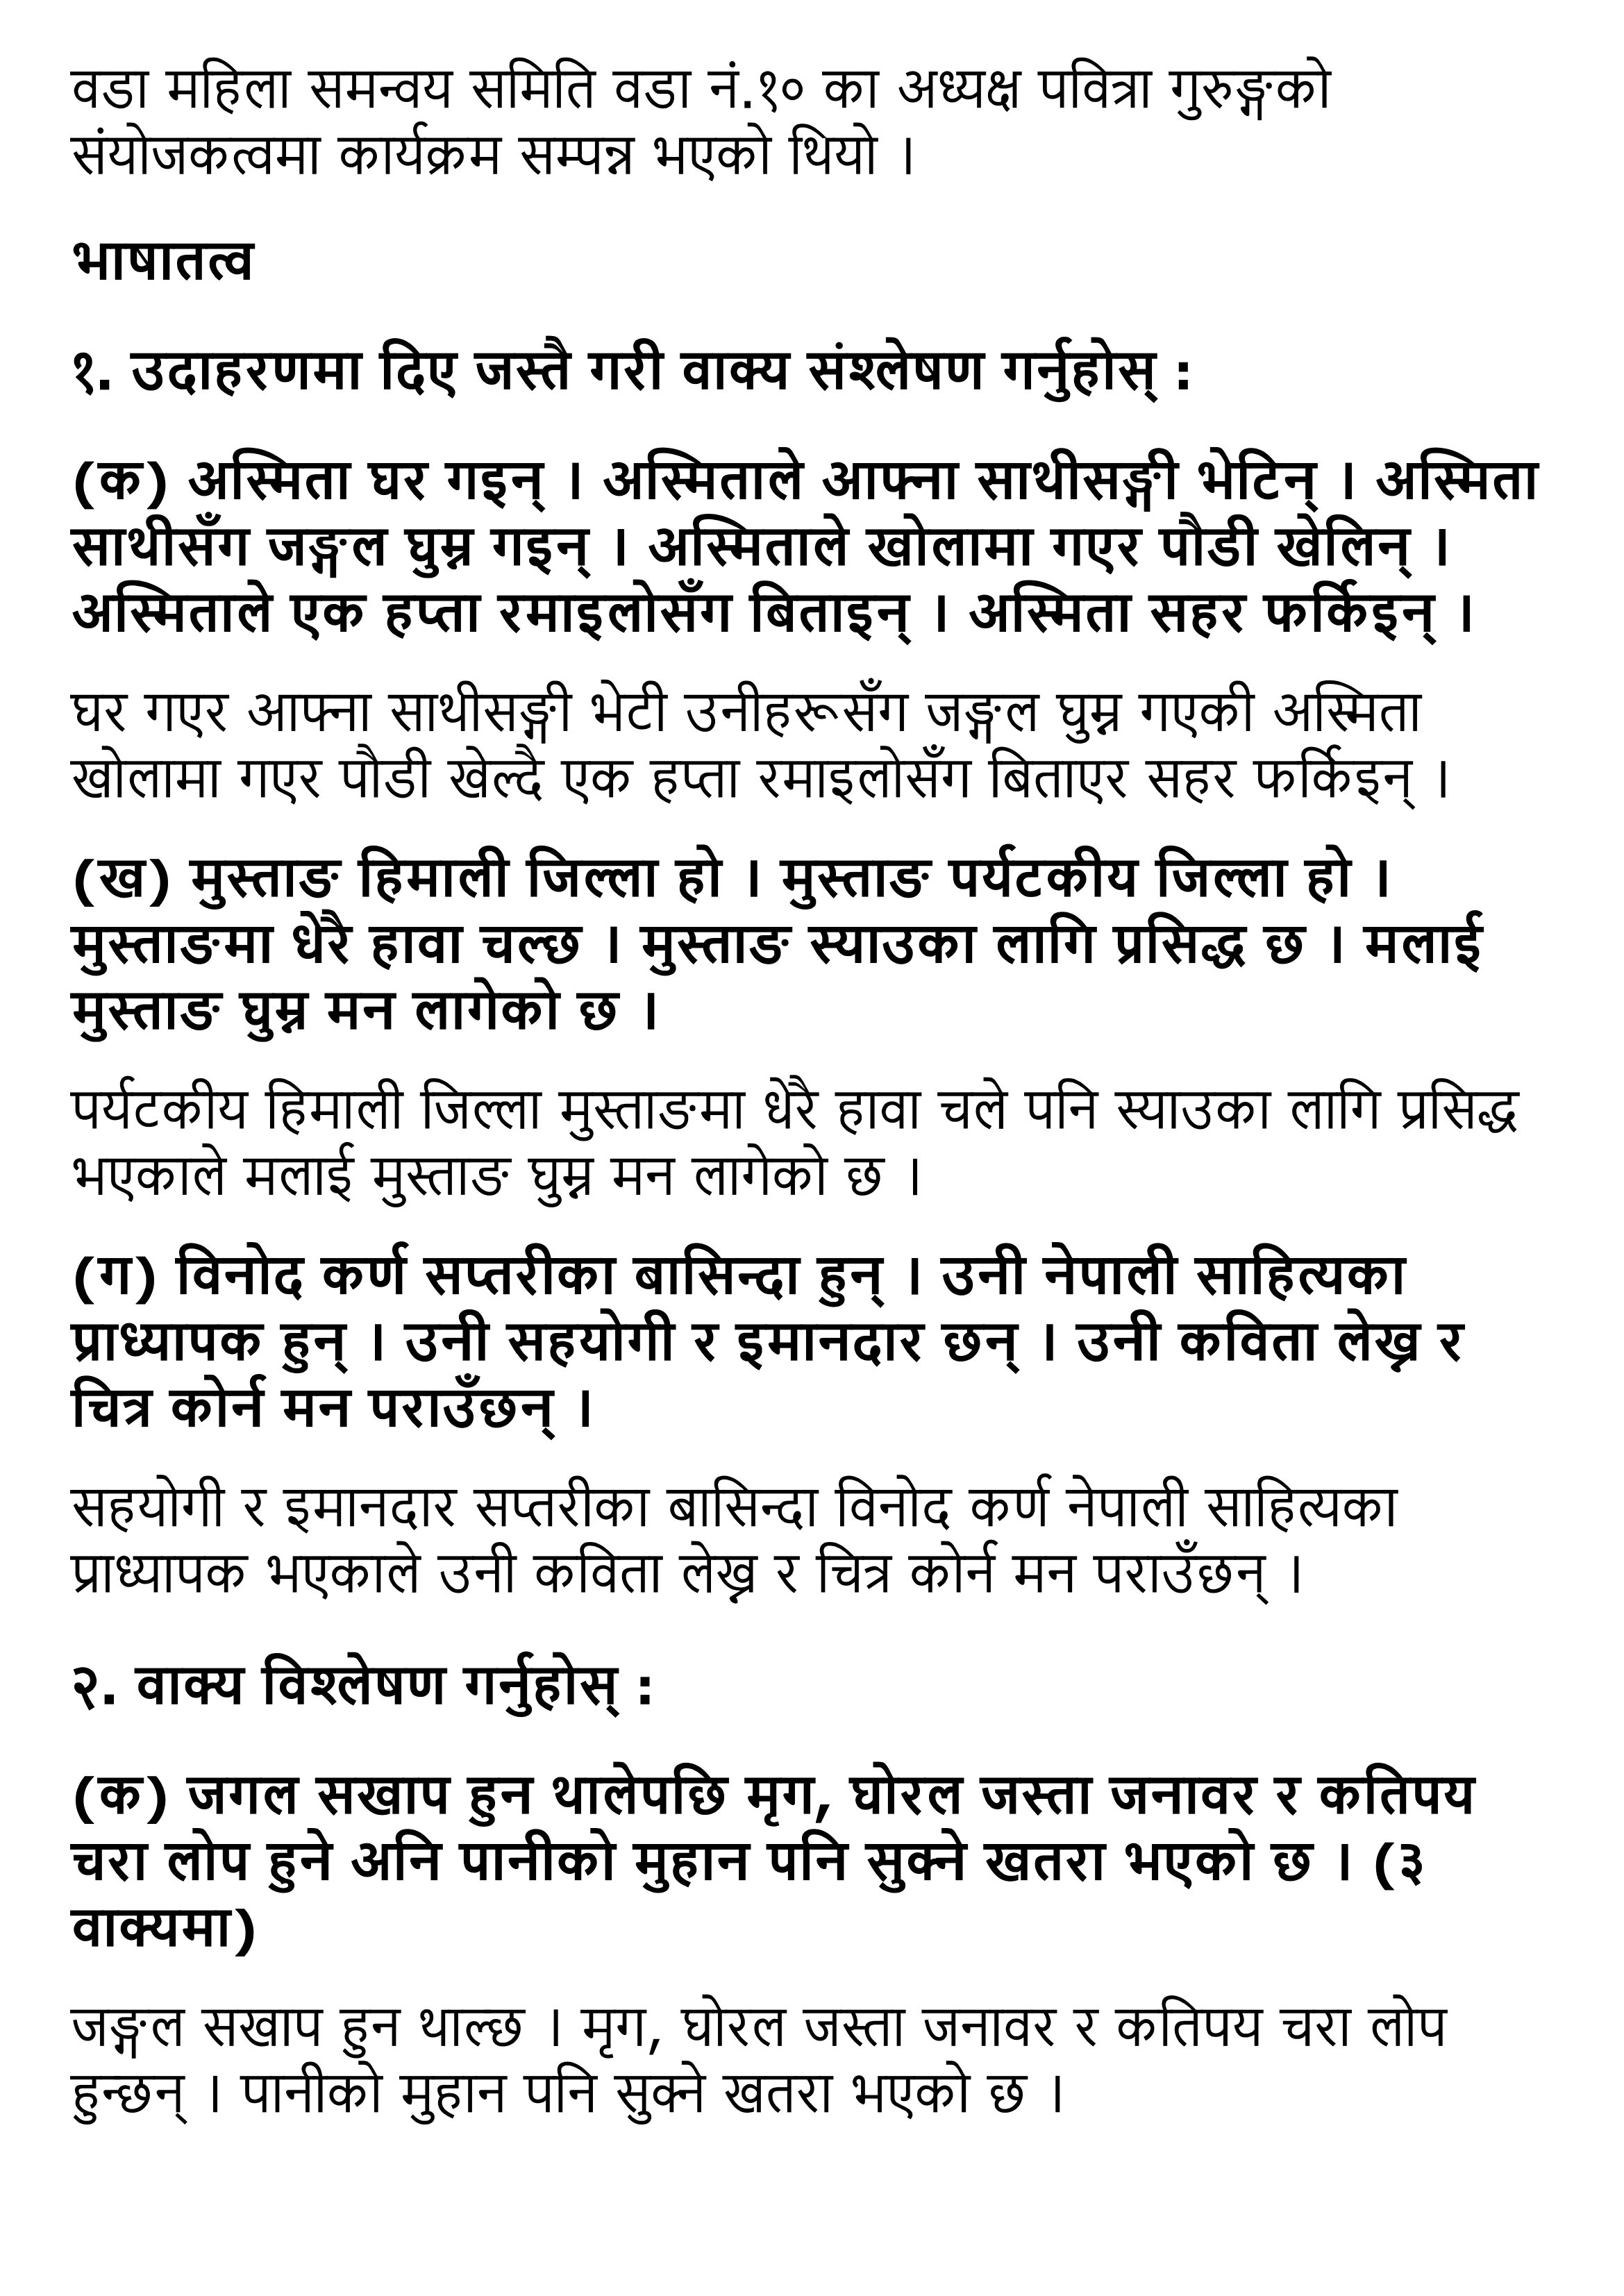 वडा महिला समन्वय समिति वडा नं.१० का अध्यक्ष पवित्रा गुरुङ्गको
संयोजकत्वमा कार्यक्रम सम्पन्न भएको थियो ।
भाषातत्व
१. उदाहरणमा दिए जस्तै गरी वाक्य संश्लेषण गर्नुहोस् :
(क) अस्मिता घर गइन् । अस्मिताले आफ्ना साथीसङ्गी भेटिन् । अस्मिता
साथीसँग जङ्गल घुम्न गइन् । अस्मिताले खोलामा गएर पौडी खेलिन् ।
अस्मिताले एक हप्ता रमाइलोसँग बिताइन् । अस्मिता सहर फर्किइन् ।
घर गएर आफ्ना साथीसङ्गी भेटी उनीहरूसँग जङ्गल घुम्न गएकी अस्मिता
खोलामा गएर पौडी खेल्दै एक हप्ता रमाइलोसँग बिताएर सहर फर्किइन् ।
(ख) मुस्ताङ हिमाली जिल्ला हो । मुस्ताङ पर्यटकीय जिल्ला हो ।
मुस्ताङमा धेरै हावा चल्छ । मुस्ताङ स्याउका लागि प्रसिद्ध छ । मलाई
मुस्ताङ घुम्न मन लागेको छ ।
पर्यटकीय हिमाली जिल्ला मुस्ताङमा धेरै हावा चले पनि स्याउका लागि प्रसिद्ध
भएकाले मलाई मुस्ताङ घुम्न मन लागेको छ ।
(ग) विनोद कर्ण सप्तरीका बासिन्दा हुन् । उनी नेपाली साहित्यका
प्राध्यापक हुन् । उनी सहयोगी र इमानदार छन् । उनी कविता लेख्न र
चित्र कोर्न मन पराउँछन् ।
सहयोगी र इमानदार सप्तरीका बासिन्दा विनोद कर्ण नेपाली साहित्यका
प्राध्यापक भएकाले उनी कविता लेख्न र चित्र कोर्न मन पराउँछन् ।
२. वाक्य विश्लेषण गर्नुहोस् :
(क) जगल सखाप हुन थालेपछि मृग, घोरल जस्ता जनावर र कतिपय
चरा लोप हुने अनि पानीको मुहान पनि सुक्ने खतरा भएको छ । (३
वाक्यमा)
जङ्गल सखाप हुन थाल्छ । मृग, घोरल जस्ता जनावर र कतिपय चरा लोप
हुन्छन् । पानीको मुहान पनि सुक्ने खतरा भएको छ ।